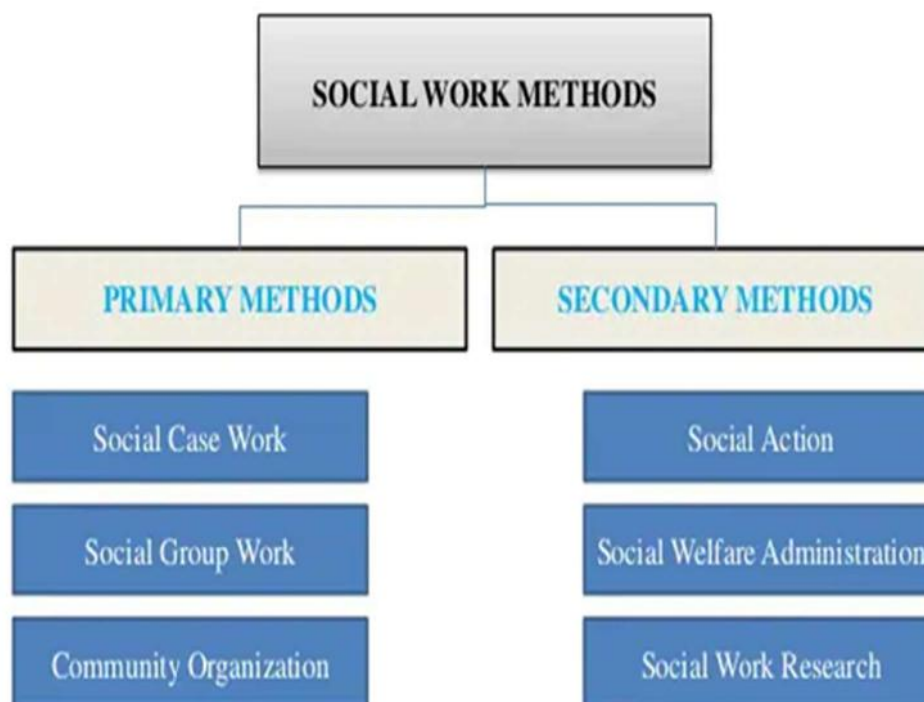 SOCIAL WORK METHODS
PRIMARY METHODS
SECONDARY METHODS
Social Case Work
Social Action
Social Group Work
Social Welfare Administration
Community Organization
Social Work Research